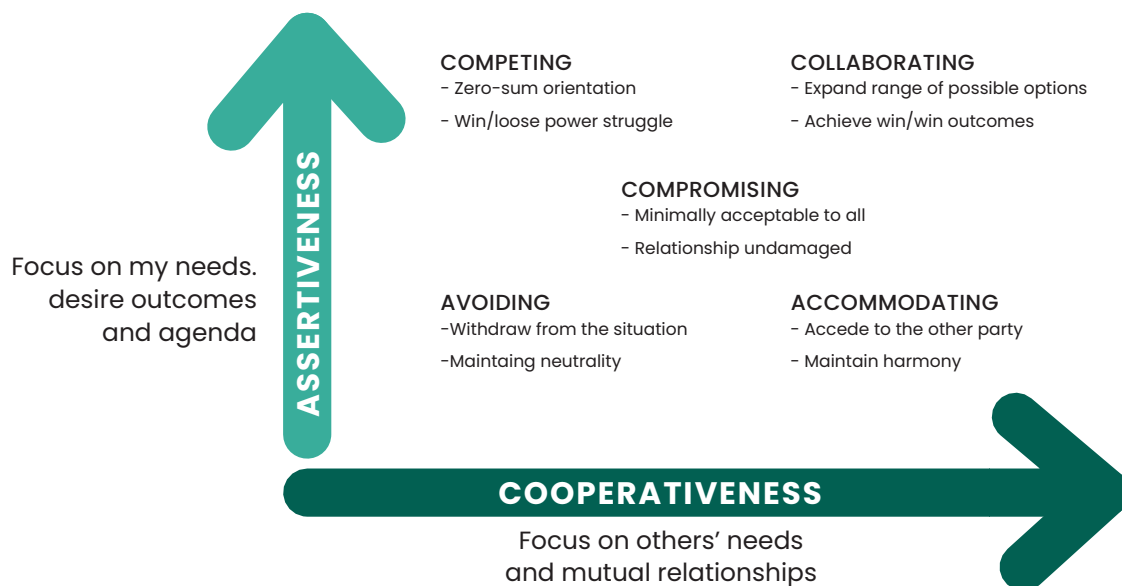 COMPETING
- Zero-sum orientation
- Win/loose power struggle
COLLABORATING
- Expand range of possible options
- Achieve win/win outcomes
COMPROMISING
- Minimally acceptable to all
- Relationship undamaged
AVOIDING
-Withdraw from the situation
-Maintaing neutrality
ACCOMMODATING
- Accede to the other party
- Maintain harmony
ASSERTIVENESS
Focus on my needs.
desire outcomes
and agenda
COOPERATIVENESS
Focus on others’ needs
and mutual relationships